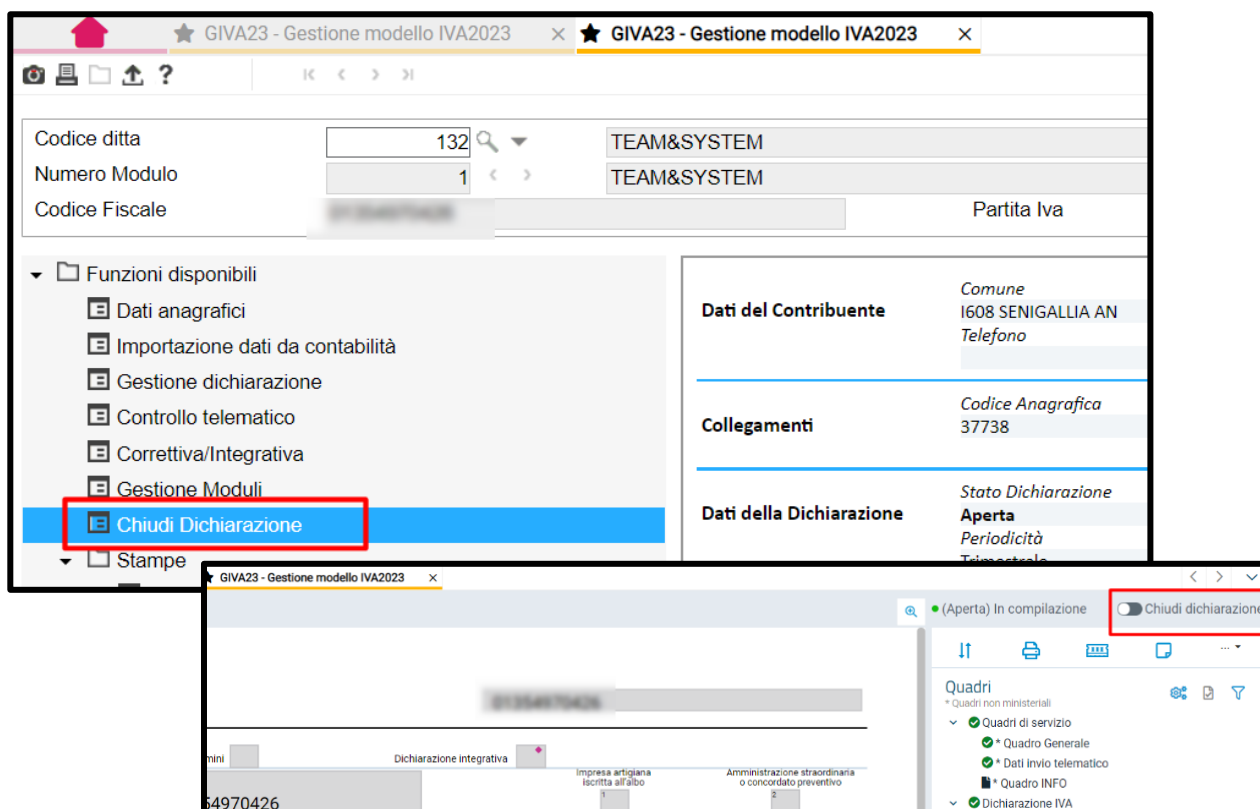 GIVA23 - Gestione modello IVA2023 × GIVA23 - Gestione modello IVA2023 ×
?
Codice ditta 132 TEAM&SYSTEM
Numero Modulo 1 TEAM&SYSTEM
Codice Fiscale Partita Iva
Funzioni disponibili
Dati anagrafici
Importazione dati da contabilità
Gestione dichiarazione
Controllo telematico
Correttiva/Integrativa
Gestione Moduli
Chiudi Dichiarazione
Stampe
Dati del Contribuente
Comune
I608 SENIGALLIA AN
Telefono
Collegamenti
Codice Anagrafica
37738
Dati della Dichiarazione
Stato Dichiarazione
Aperta
Periodicità
Trimestrale
GIVA23 - Gestione modello IVA2023 ×
(Aperta) In compilazione Chiudi dichiarazione
Quadri
* Quadri non ministeriali
Quadri di servizio
* Quadro Generale
* Dati invio telematico
* Quadro INFO
Dichiarazione IVA
mini Dichiarazione integrativa
Impresa artigiana
iscritta all'albo
1
Amministrazione straordinaria
o concordato preventivo
2
54970426